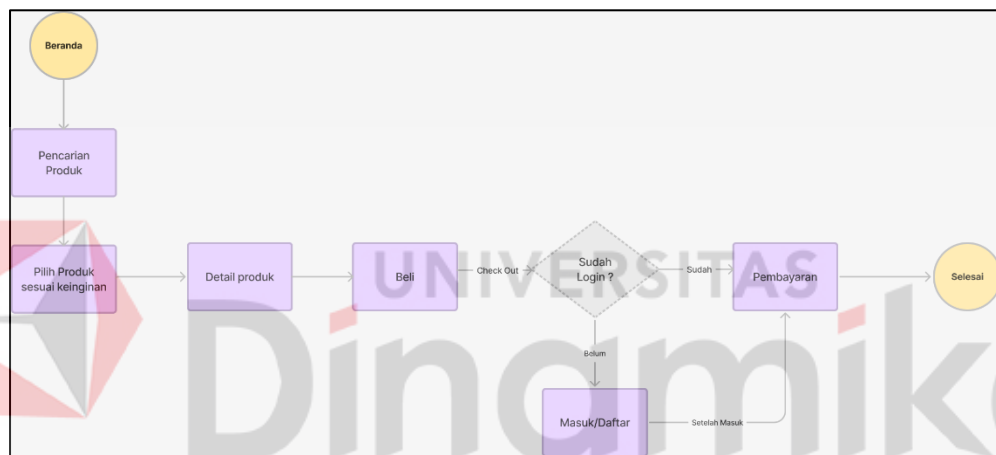 Beranda
Pencarian
Produk
Pilih Produk
sesuai keinginan
Detail produk
Beli
Check Out
Sudah
Login ?
Sudah
Pembayaran
Selesai
Belum
Masuk/Daftar
Setelah Masuk
UNIVERSITAS
Dinamika